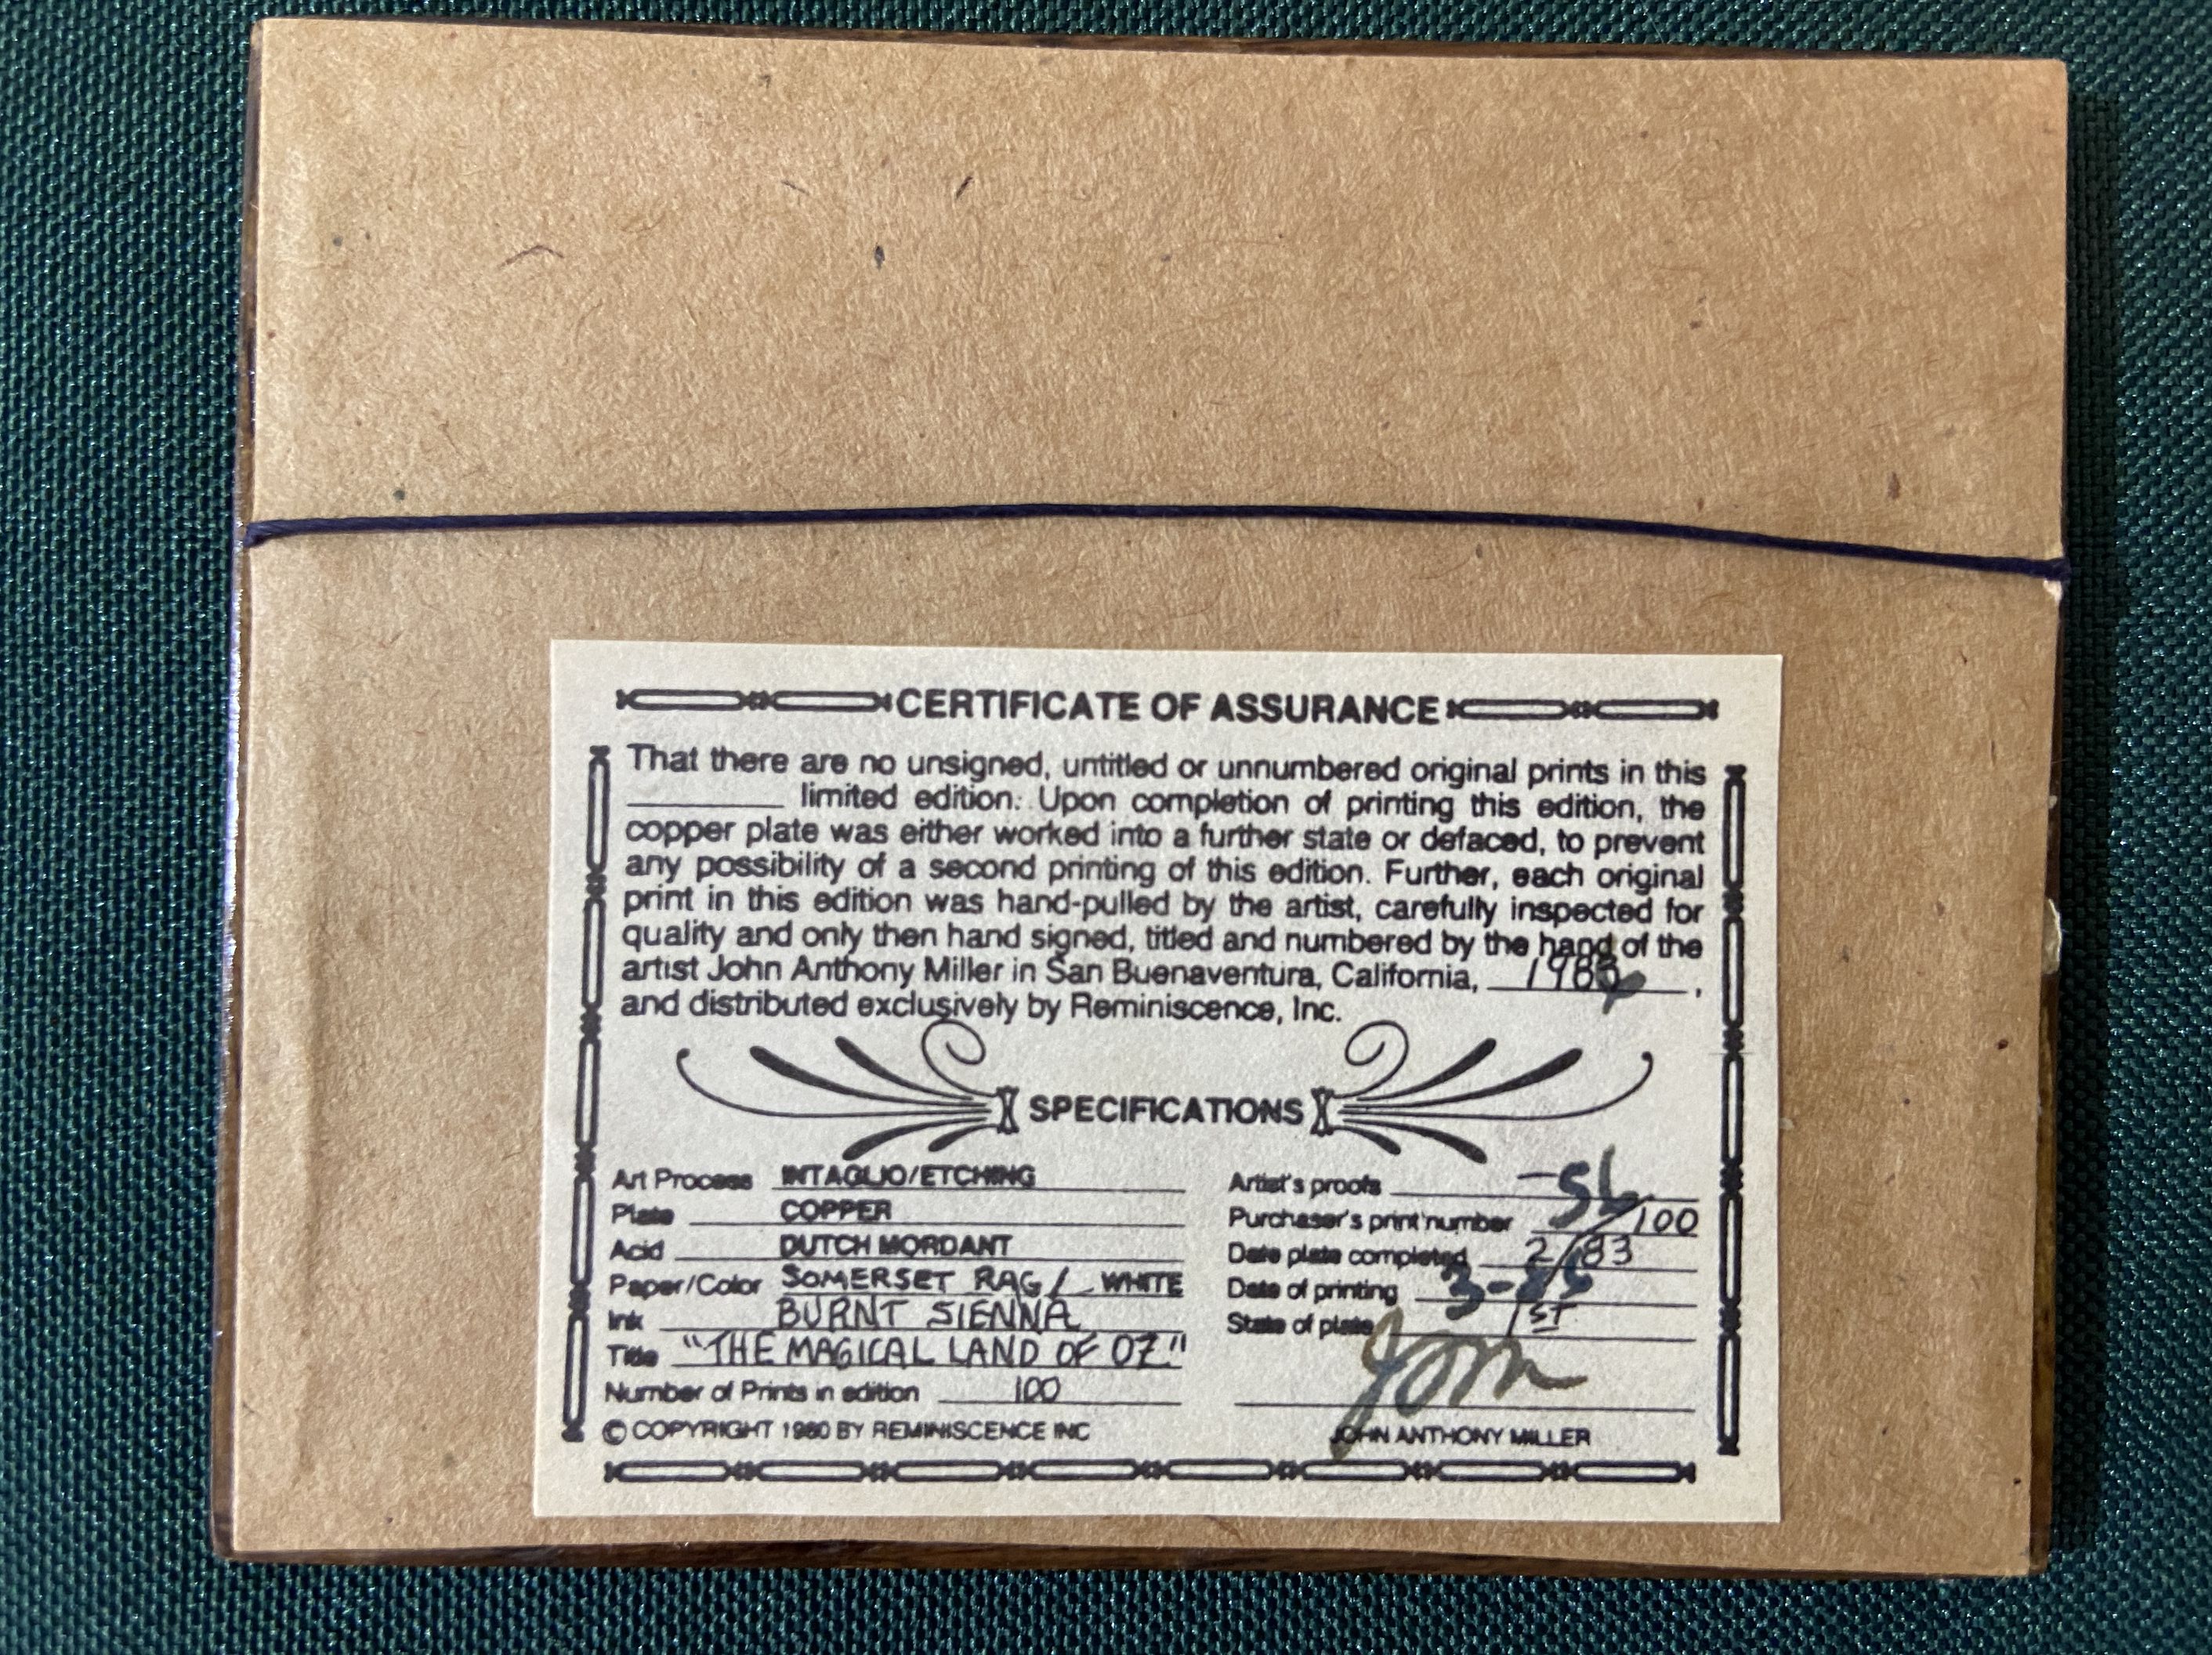 CERTIFICATE OF ASSURANCE
That there are no unsigned, untitled or unnumbered original prints in this
limited edition. Upon completion of printing this edition, the
copper plate was either worked into a further state or defaced, to prevent
any possibility of a second printing of this edition. Further, each original
print in this edition was hand-pulled by the artist, carefully inspected for
quality and only then hand signed, titled and numbered by the hand of the
artist John Anthony Miller in San Buenaventura, California,
and distributed exclusively by Reminiscence, Inc.
SPECIFICATIONS
Art Process INTAGLIO/ETCHING
Plate COPPER
Acid DUTCH MORDANT
Paper/Color SOMERSET RAG / WHITE
Ink BURNT SIENNA
Title "THE MAGICAL LAND OF OZ"
Number of Prints in edition 100
© COPYRIGHT 1980 BY REMINISCENCE INC
Artist's proofs
Purchaser's print number 56/100
Date plate completed 2/83
Date of printing
State of plate 1ST
JOHN ANTHONY MILLER